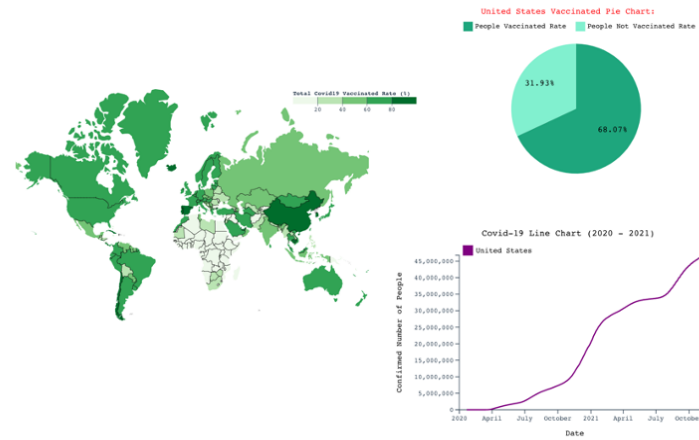 United States Vaccinated Pie Chart:
People Vaccinated Rate People Not Vaccinated Rate
31.93%
68.07%
Total Covid19 Vaccinated Rate (%)
20 40 60 80
Covid-19 Line Chart (2020 - 2021)
United States
Confirmed Number of People
45,000,000
40,000,000
35,000,000
30,000,000
25,000,000
20,000,000
15,000,000
10,000,000
5,000,000
0
2020 April July October 2021 April July Octobe
Date